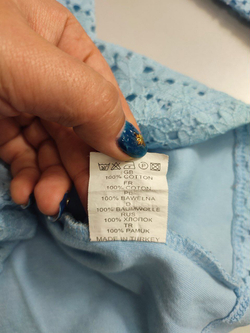 GB
100% COTTON
FR
100% COTON
PL
100% BAWEŁNA
D
100% BAUMWOLLE
RUS
100% ХЛОПОК
TR
100% PAMUK
MADE IN TURKEY